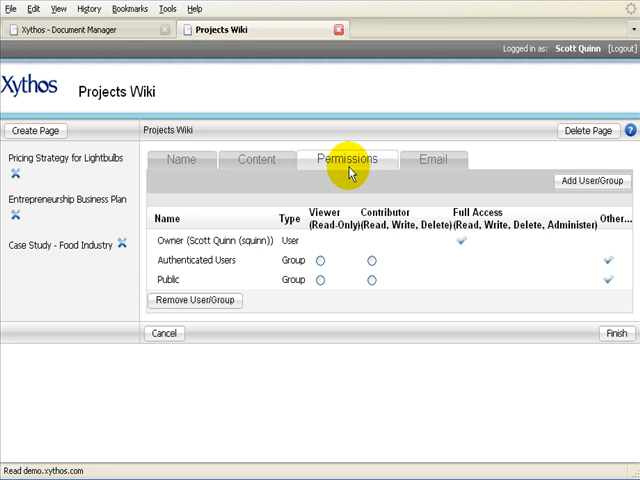 File Edit View History Bookmarks Tools Help
Xythos - Document Manager Projects Wiki
Logged in as: Scott Quinn [Logout]
Xythos Projects Wiki
Create Page Projects Wiki Delete Page ?
Pricing Strategy for Lightbulbs
Entrepreneurship Business Plan
Case Study - Food Industry
Name Content Permissions Email
Add User/Group
Name Type Viewer (Read-Only) Contributor (Read, Write, Delete) Full Access (Read, Write, Delete, Administer) Other...
Owner (Scott Quinn (squinn)) User
Authenticated Users Group
Public Group
Remove User/Group
Cancel Finish
Read demo.xythos.com